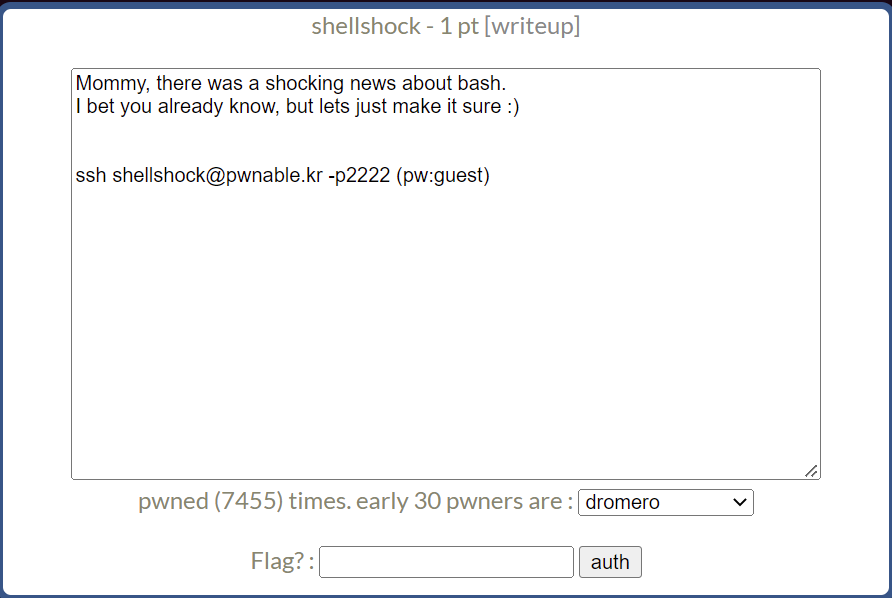 shellshock - 1 pt [writeup]
Mommy, there was a shocking news about bash.
I bet you already know, but lets just make it sure :)
ssh shellshock@pwnable.kr -p2222 (pw:guest)
pwned (7455) times. early 30 pwners are : dromero
Flag? : auth